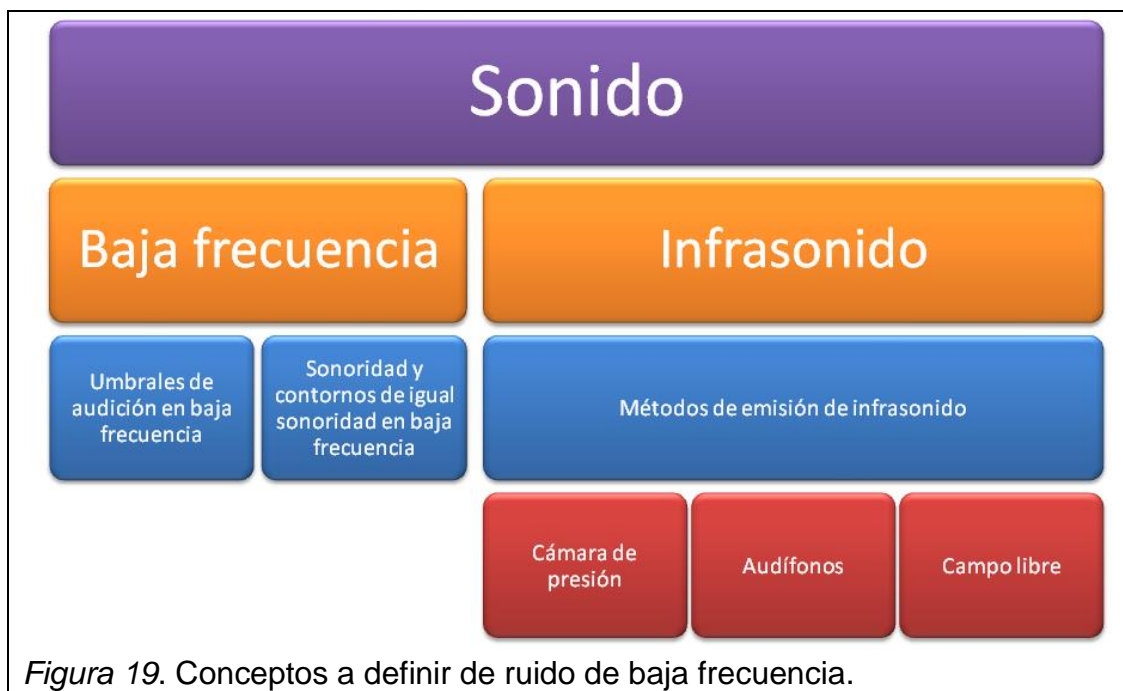 Sonido
Baja frecuencia
Infrasonido
Umbrales de
audición en baja
frecuencia
Sonoridad y
contornos de igual
sonoridad en baja
frecuencia
Métodos de emisión de infrasonido
Cámara de
presión
Audífonos
Campo libre
Figura 19. Conceptos a definir de ruido de baja frecuencia.